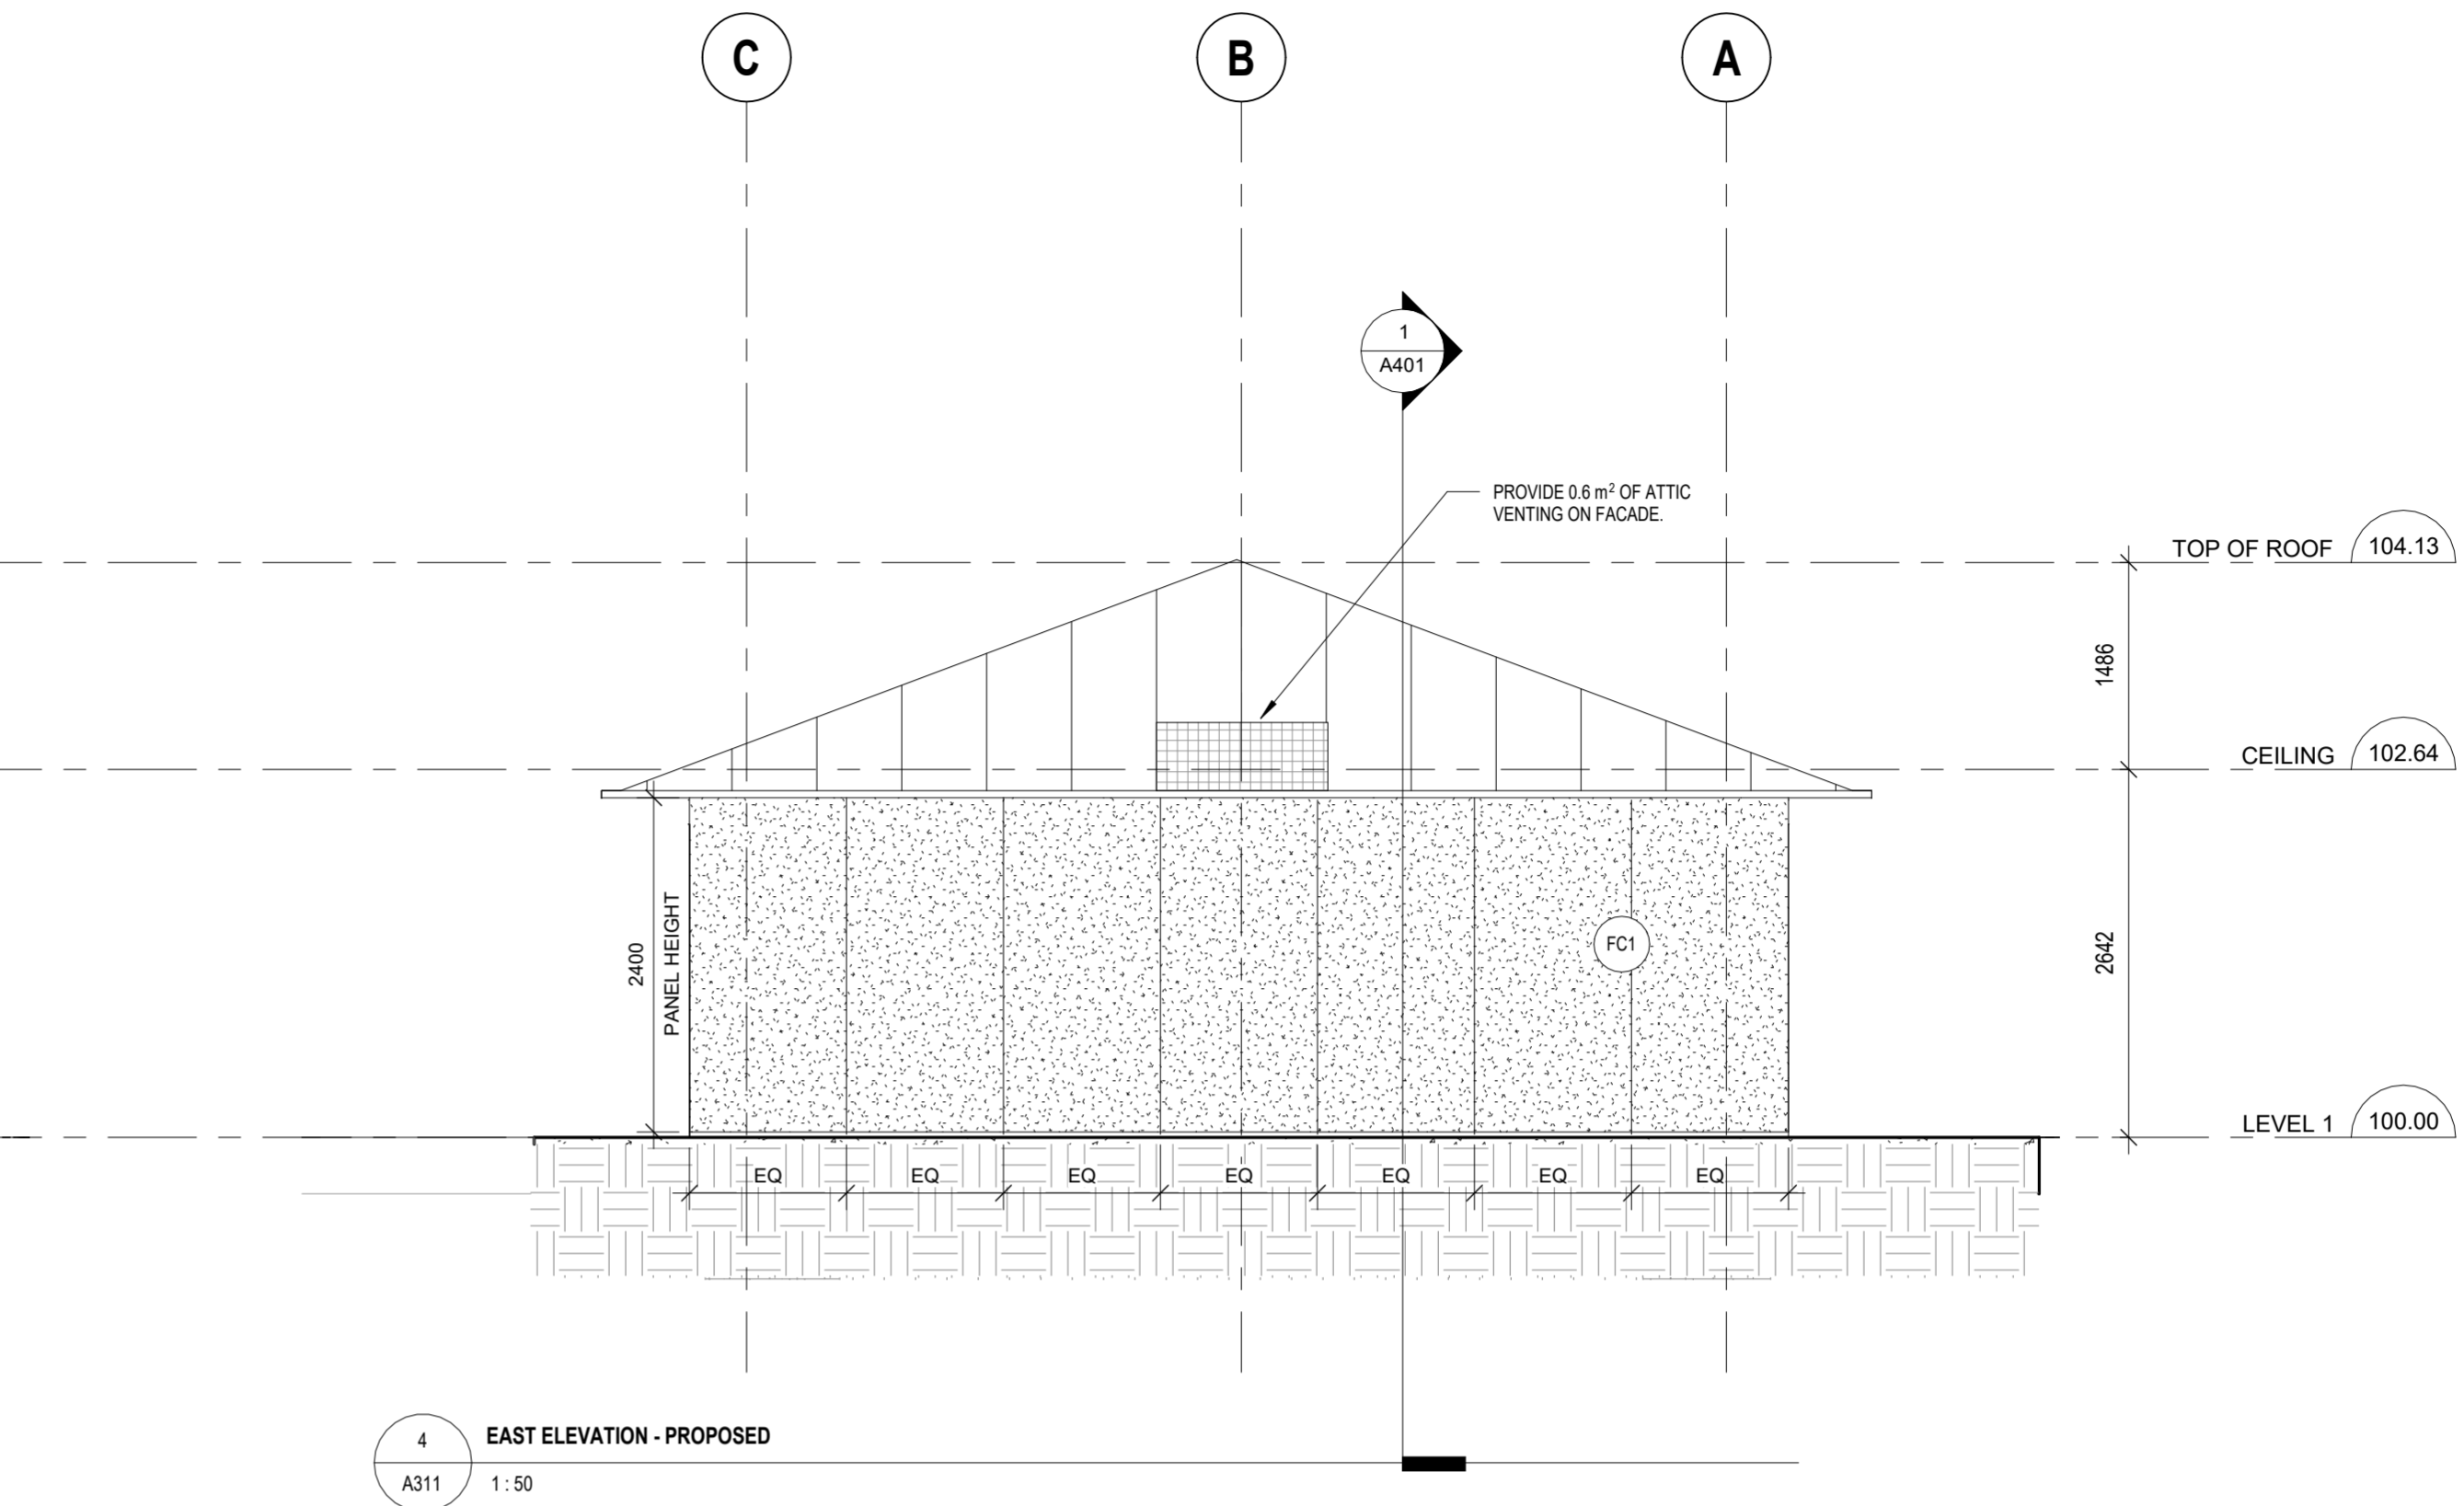 C
B
A
1
A401
PROVIDE 0.6 m² OF ATTIC
VENTING ON FACADE.
TOP OF ROOF
104.13
1486
CEILING
102.64
2400
PANEL HEIGHT
FC1
2642
LEVEL 1
100.00
EQ
EQ
EQ
EQ
EQ
EQ
EQ
4
EAST ELEVATION - PROPOSED
A311
1 : 50